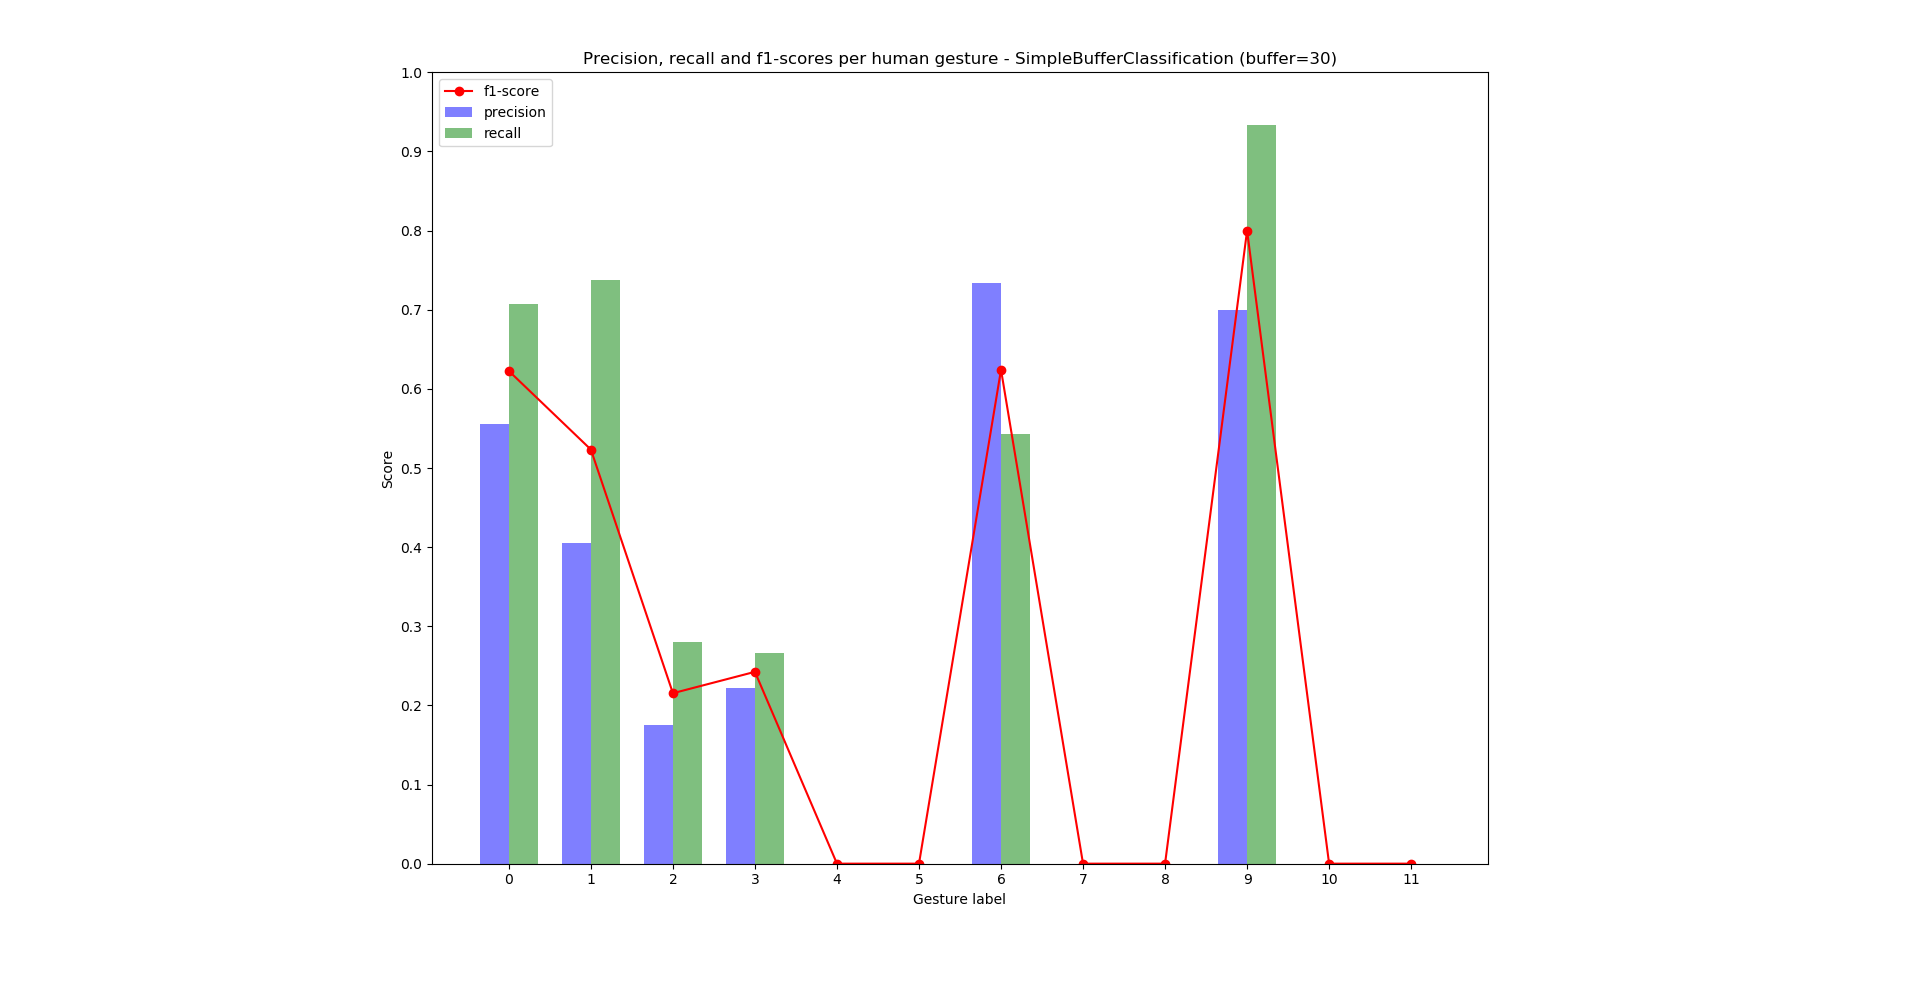 Precision, recall and f1-scores per human gesture - SimpleBufferClassification (buffer=30)
f1-score
precision
recall
1.0
0.9
0.8
0.7
0.6
0.5
0.4
0.3
0.2
0.1
0.0
Score
0 1 2 3 4 5 6 7 8 9 10 11
Gesture label